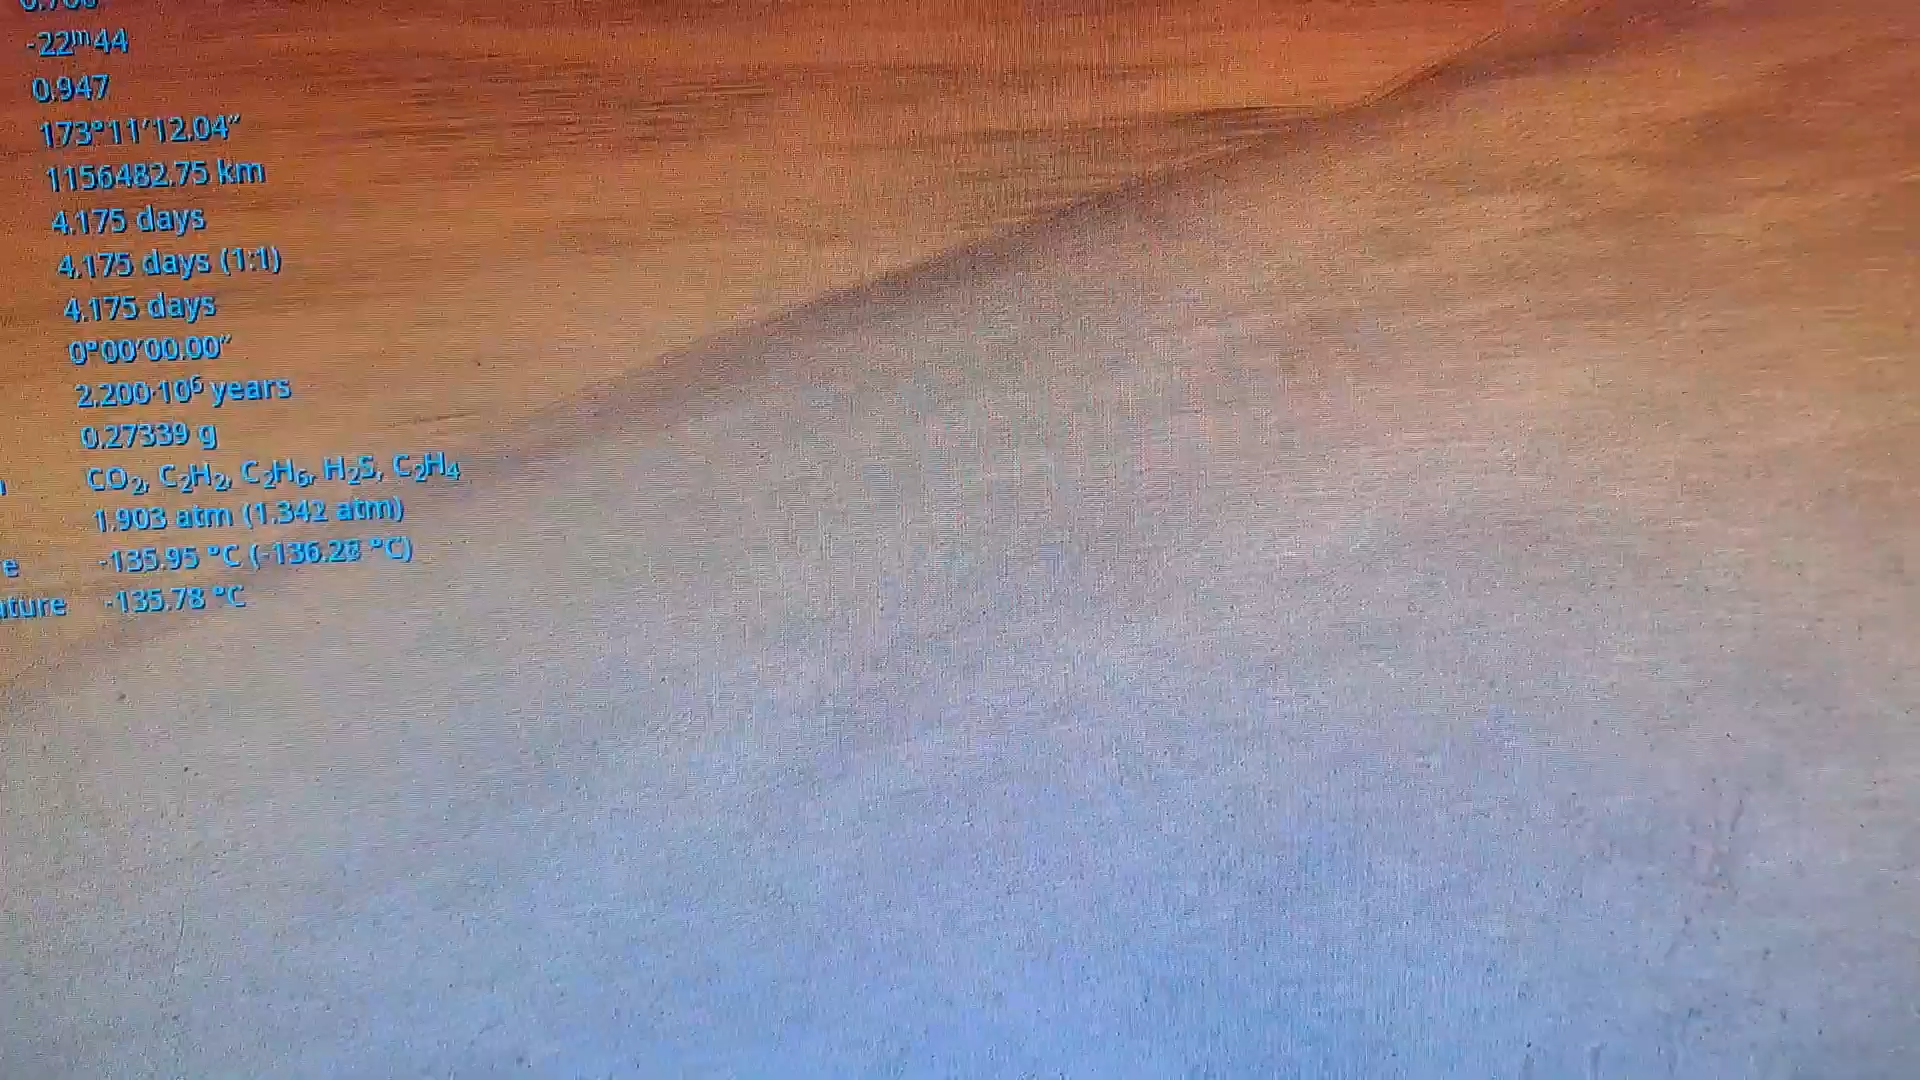 -22ᵐ44
0.947
173°11′12.04″
1156482.75 km
4.175 days
4.175 days (1:1)
4.175 days
0°00′00.00″
2.200·10⁶ years
0.27339 g
CO₂, C₂H₂, C₂H₆, H₂S, C₂H₄
1.903 atm (1.342 atm)
-135.95 °C (-136.28 °C)
-135.78 °C